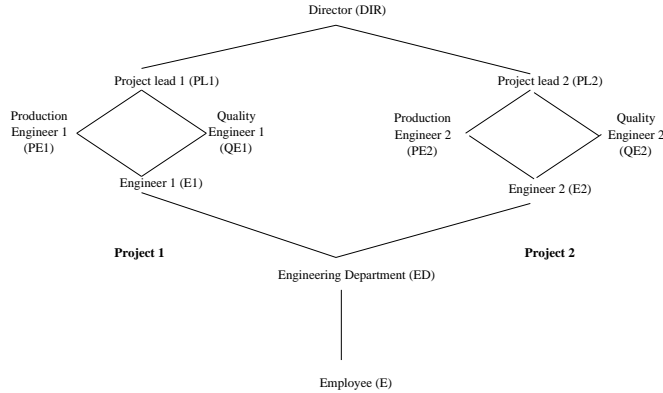 Director (DIR)
Project lead 1 (PL1)
Project lead 2 (PL2)
Production
Engineer 1
(PE1)
Quality
Engineer 1
(QE1)
Production
Engineer 2
(PE2)
Quality
Engineer 2
(QE2)
Engineer 1 (E1)
Engineer 2 (E2)
Project 1
Project 2
Engineering Department (ED)
Employee (E)